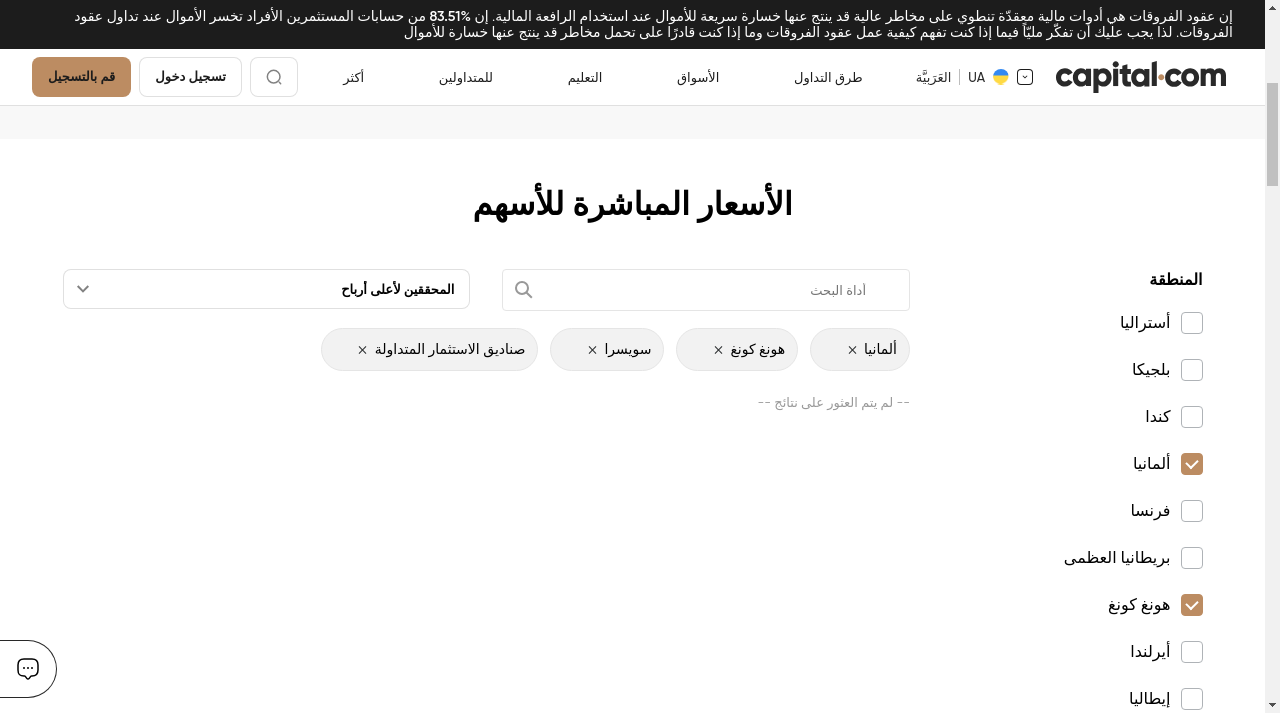 إن عقود الفروقات هي أدوات مالية معقدّة تنطوي على مخاطر عالية قد ينتج عنها خسارة سريعة للأموال عند استخدام الرافعة المالية. إن 83.51% من حسابات المستثمرين الأفراد تخسر الأموال عند تداول عقود
الفروقات. لذا يجب عليك أن تفكّر مليّاً فيما إذا كنت تفهم كيفية عمل عقود الفروقات وما إذا كنت قادرًا على تحمل مخاطر قد ينتج عنها خسارة للأموال
capital.com
UA
العَرَبيَّة
طرق التداول
الأسواق
التعليم
للمتداولين
أكثر
تسجيل دخول
قم بالتسجيل
الأسعار المباشرة للأسهم
المنطقة
أستراليا
بلجيكا
كندا
ألمانيا
فرنسا
بريطانيا العظمى
هونغ كونغ
أيرلندا
إيطاليا
أداة البحث
المحققين لأعلى أرباح
ألمانيا ×
هونغ كونغ ×
سويسرا ×
صناديق الاستثمار المتداولة ×
-- لم يتم العثور على نتائج --